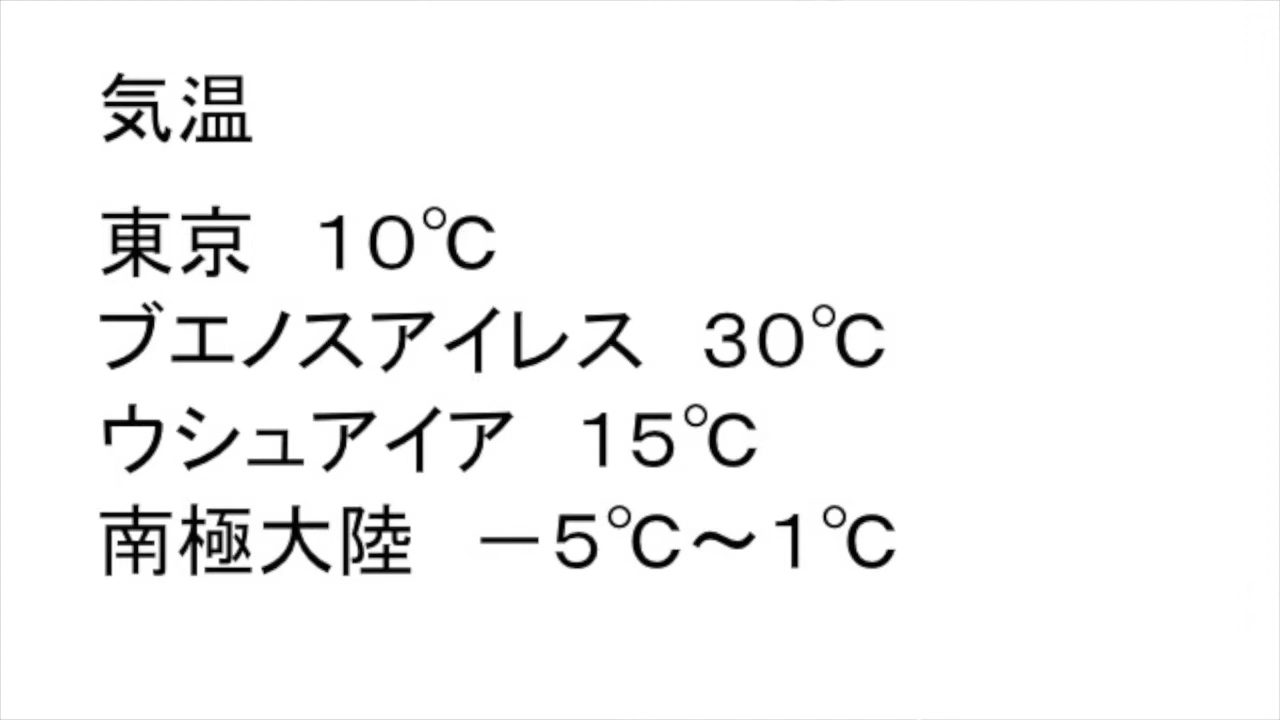 気温
東京　１０℃
ブエノスアイレス　３０℃
ウシュアイア　１５℃
南極大陸　－５℃～１℃